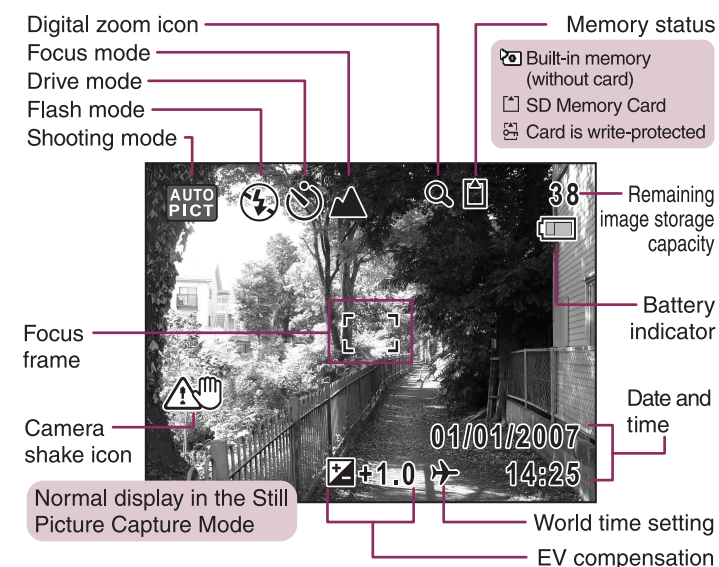 Digital zoom icon
Focus mode
Drive mode
Flash mode
Shooting mode
Memory status
Built-in memory
(without card)
SD Memory Card
Card is write-protected
AUTO
PICT
38
Remaining
image storage
capacity
Battery
indicator
Focus
frame
Camera
shake icon
Date and
time
01/01/2007
+1.0
14:25
Normal display in the Still
Picture Capture Mode
World time setting
EV compensation